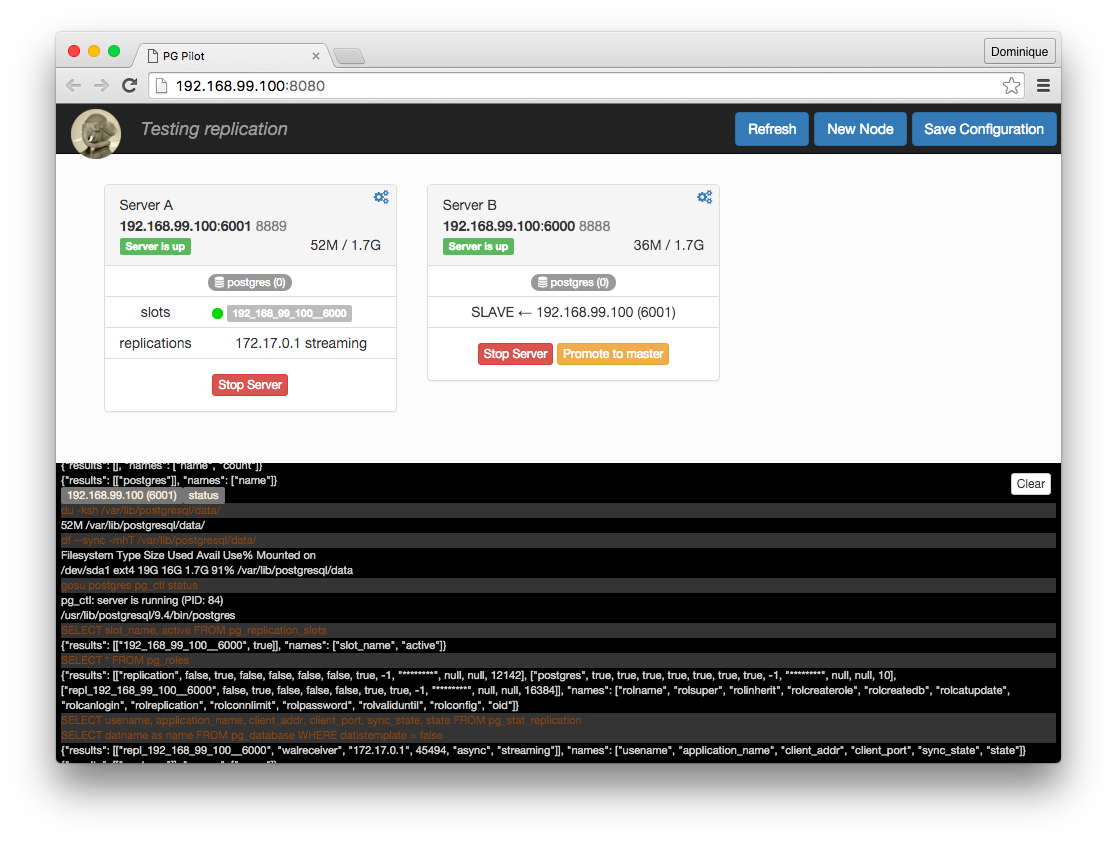 PG Pilot
Dominique
192.168.99.100:8080
Testing replication
Refresh
New Node
Save Configuration
Server A
192.168.99.100:6001 8889
Server is up
52M / 1.7G
postgres (0)
slots
192_168_99_100__6000
replications
172.17.0.1 streaming
Stop Server
Server B
192.168.99.100:6000 8888
Server is up
36M / 1.7G
postgres (0)
SLAVE ← 192.168.99.100 (6001)
Stop Server
Promote to master
{"results": [], "names": ["name", "count"]}
{"results": [["postgres"]], "names": ["name"]}
Clear
192.168.99.100 (6001) status
du -ksh /var/lib/postgresql/data/
52M /var/lib/postgresql/data/
df --sync -mhT /var/lib/postgresql/data/
Filesystem Type Size Used Avail Use% Mounted on
/dev/sda1 ext4 19G 16G 1.7G 91% /var/lib/postgresql/data
gosu postgres pg_ctl status
pg_ctl: server is running (PID: 84)
/usr/lib/postgresql/9.4/bin/postgres
SELECT slot_name, active FROM pg_replication_slots
{"results": [["192_168_99_100__6000", true]], "names": ["slot_name", "active"]}
SELECT * FROM pg_roles
{"results": [["replication", false, true, false, false, false, false, true, -1, "********", null, null, 12142], ["postgres", true, true, true, true, true, true, true, -1, "********", null, null, 10],
["repl_192_168_99_100__6000", false, true, false, false, false, true, true, -1, "********", null, null, 16384]], "names": ["rolname", "rolsuper", "rolinherit", "rolcreaterole", "rolcreatedb", "rolcatupdate",
"rolcanlogin", "rolreplication", "rolconnlimit", "rolpassword", "rolvaliduntil", "rolconfig", "oid"]}
SELECT usename, application_name, client_addr, client_port, sync_state, state FROM pg_stat_replication
SELECT datname as name FROM pg_database WHERE datistemplate = false
{"results": [["repl_192_168_99_100__6000", "walreceiver", "172.17.0.1", 45494, "async", "streaming"]], "names": ["usename", "application_name", "client_addr", "client_port", "sync_state", "state"]}